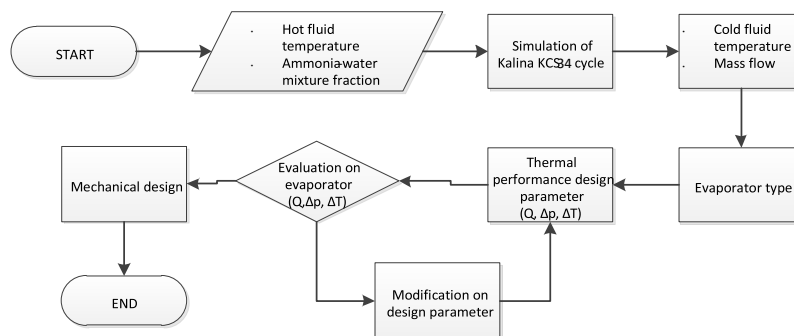 START
· Hot fluid
temperature
· Ammonia-water
mixture fraction
Simulation of
Kalina KCS34 cycle
· Cold fluid
temperature
· Mass flow
Evaporator type
Thermal
performance design
parameter
(Q, Δp, ΔT)
Evaluation on
evaporator
(Q,Δp, ΔT)
Modification on
design parameter
Mechanical design
END